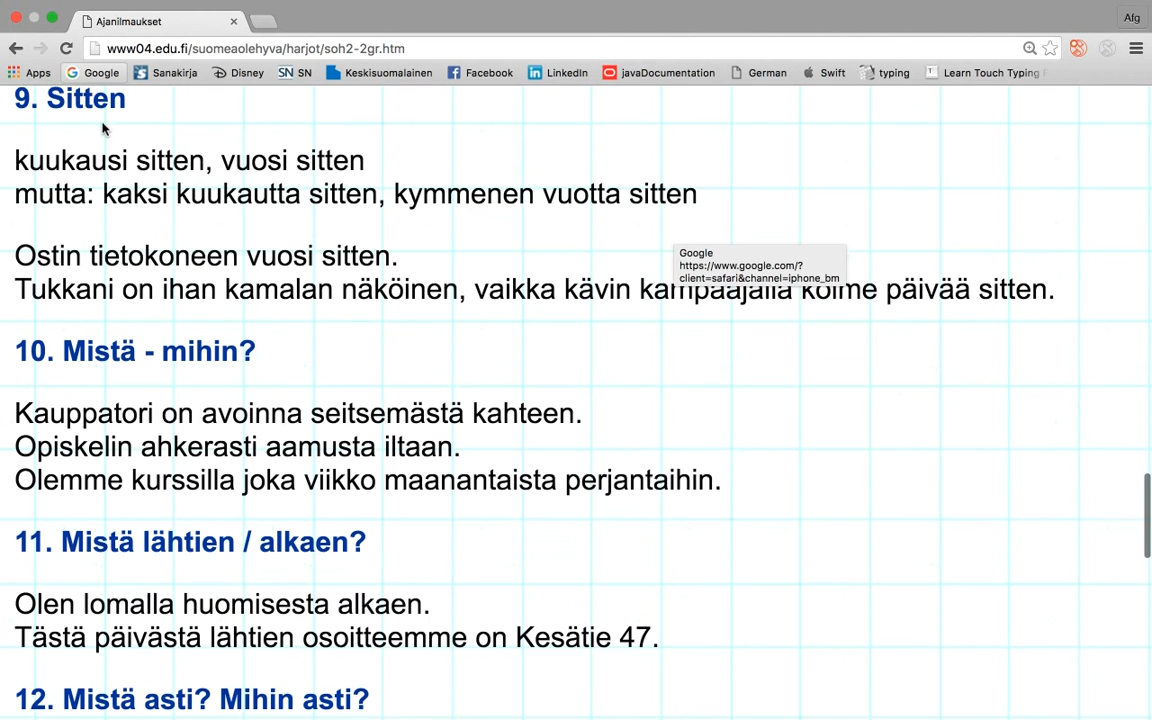 Ajanilmaukset
Afg
www04.edu.fi/suomeaolehyva/harjot/soh2-2gr.htm
Apps Google Sanakirja Disney SN SN Keskisuomalainen Facebook LinkedIn javaDocumentation German Swift typing Learn Touch Typing
9. Sitten
kuukausi sitten, vuosi sitten
mutta: kaksi kuukautta sitten, kymmenen vuotta sitten
Google
https://www.google.com/?
client=safari&channel=iphone_bm
Ostin tietokoneen vuosi sitten.
Tukkani on ihan kamalan näköinen, vaikka kävin kampaajalla kolme päivää sitten.
10. Mistä - mihin?
Kauppatori on avoinna seitsemästä kahteen.
Opiskelin ahkerasti aamusta iltaan.
Olemme kurssilla joka viikko maanantaista perjantaihin.
11. Mistä lähtien / alkaen?
Olen lomalla huomisesta alkaen.
Tästä päivästä lähtien osoitteemme on Kesätie 47.
12. Mistä asti? Mihin asti?